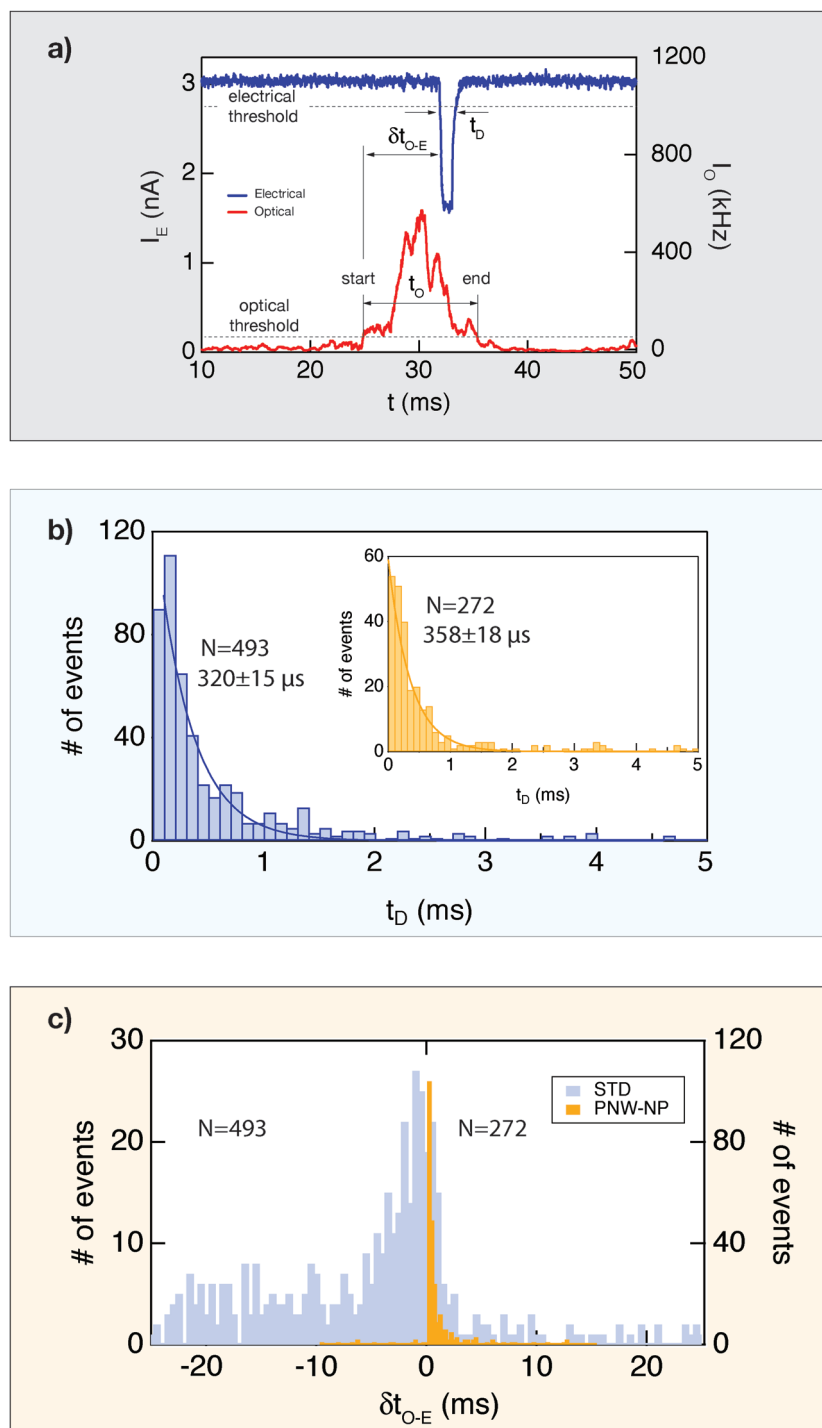 a)
3
2
1
0
I_E (nA)
electrical
threshold
δt_O-E
t_D
Electrical
Optical
start
t_O
end
optical
threshold
1200
800
400
0
I_O (kHz)
10
20
30
40
50
t (ms)
b)
120
80
40
0
# of events
N=493
320±15 µs
60
40
20
0
# of events
N=272
358±18 µs
0
1
2
3
4
5
t_D (ms)
0
1
2
3
4
5
t_D (ms)
c)
30
20
10
0
# of events
N=493
N=272
STD
PNW-NP
120
80
40
0
# of events
-20
-10
0
10
20
δt_O-E (ms)